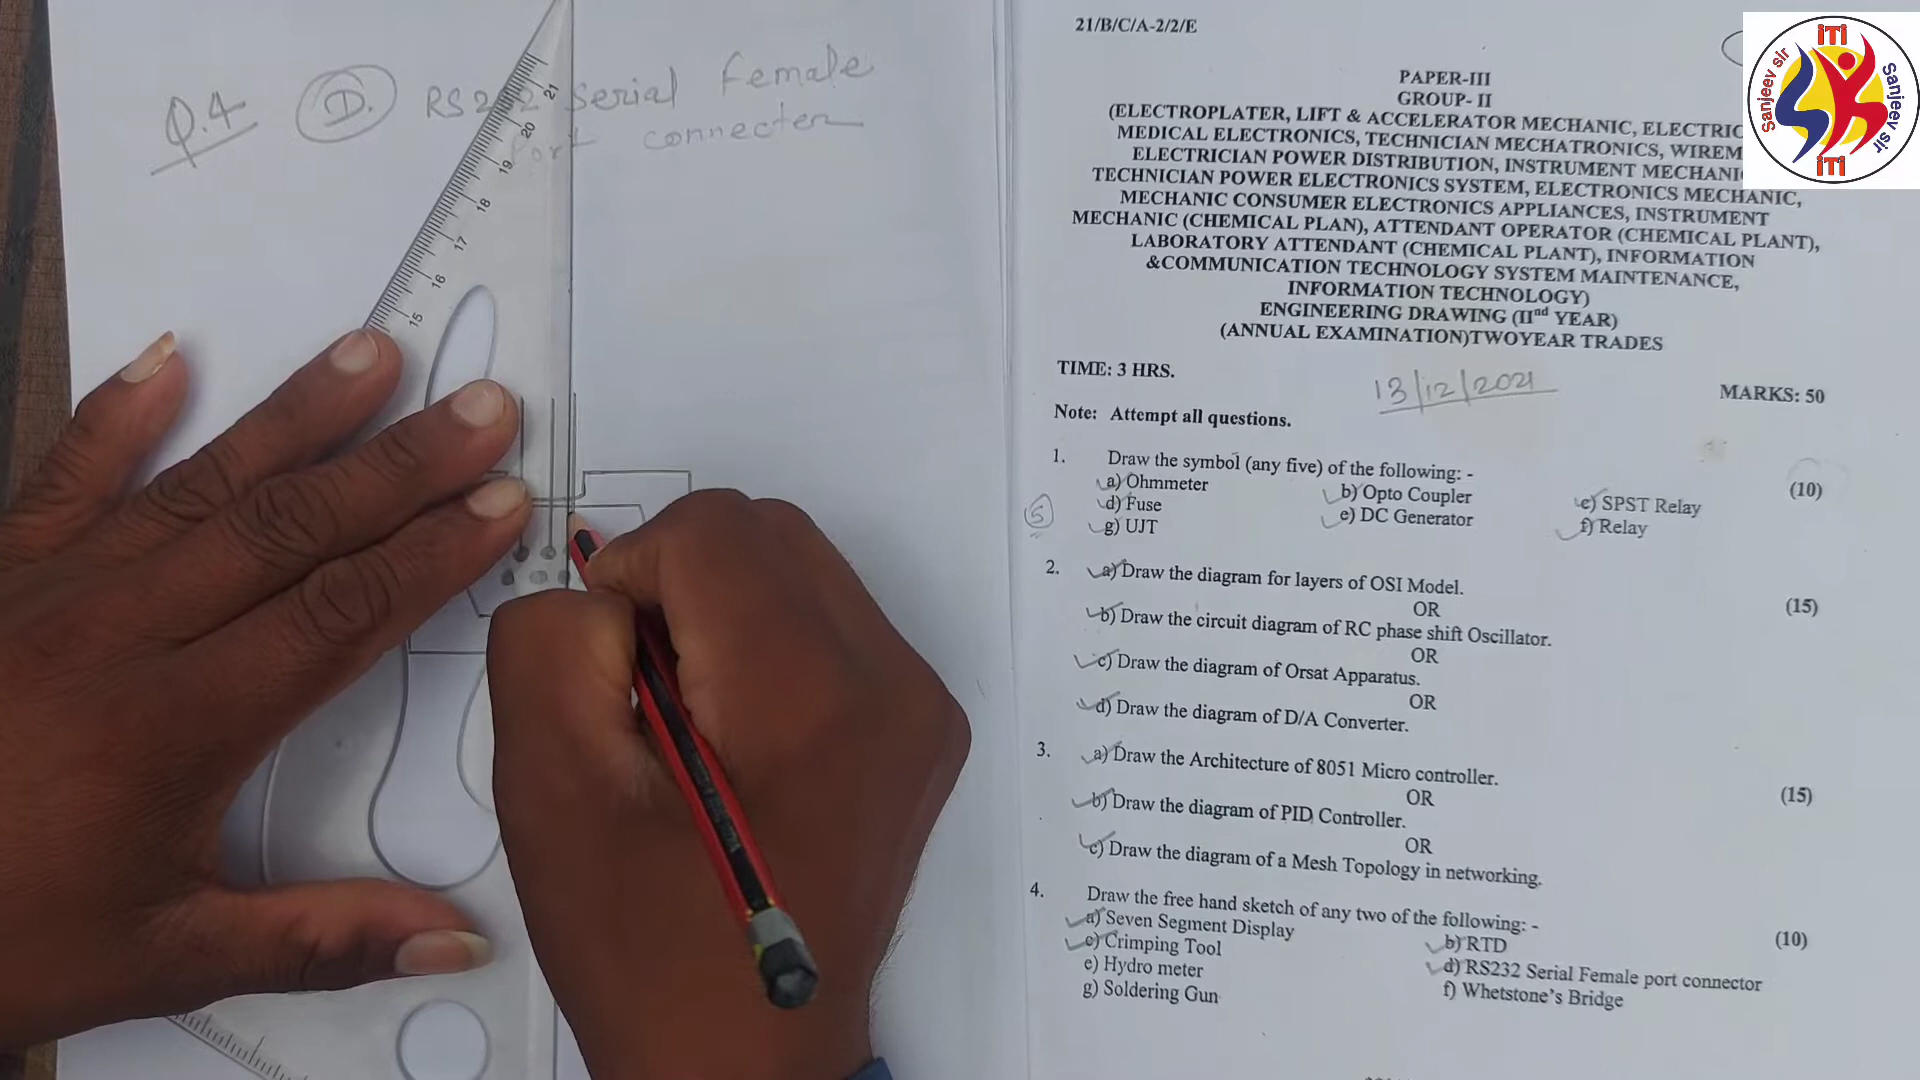 Q.4 D. RS232 Serial Female
Port connecter
21
20
19
18
17
16
15
21/B/C/A-2/2/E
PAPER-III
GROUP- II
(ELECTROPLATER, LIFT & ACCELERATOR MECHANIC, ELECTRIC
MEDICAL ELECTRONICS, TECHNICIAN MECHATRONICS, WIREM
ELECTRICIAN POWER DISTRIBUTION, INSTRUMENT MECHANI
TECHNICIAN POWER ELECTRONICS SYSTEM, ELECTRONICS MECHANIC,
MECHANIC CONSUMER ELECTRONICS APPLIANCES, INSTRUMENT
MECHANIC (CHEMICAL PLAN), ATTENDANT OPERATOR (CHEMICAL PLANT),
LABORATORY ATTENDANT (CHEMICAL PLANT), INFORMATION
&COMMUNICATION TECHNOLOGY SYSTEM MAINTENANCE,
INFORMATION TECHNOLOGY)
ENGINEERING DRAWING (IInd YEAR)
(ANNUAL EXAMINATION)TWOYEAR TRADES
TIME: 3 HRS.
13/12/2021
MARKS: 50
Note: Attempt all questions.
1. Draw the symbol (any five) of the following: - (10)
a) Ohmmeter b) Opto Coupler c) SPST Relay
5 d) Fuse e) DC Generator f) Relay
g) UJT
2. a) Draw the diagram for layers of OSI Model. (15)
OR
b) Draw the circuit diagram of RC phase shift Oscillator.
OR
c) Draw the diagram of Orsat Apparatus.
OR
d) Draw the diagram of D/A Converter.
3. a) Draw the Architecture of 8051 Micro controller. (15)
OR
b) Draw the diagram of PID Controller.
OR
c) Draw the diagram of a Mesh Topology in networking.
4. Draw the free hand sketch of any two of the following: - (10)
a) Seven Segment Display b) RTD
c) Crimping Tool d) RS232 Serial Female port connector
e) Hydro meter f) Whetstone's Bridge
g) Soldering Gun
iTi
Sanjeev sir
Sanjeev sir
iTi